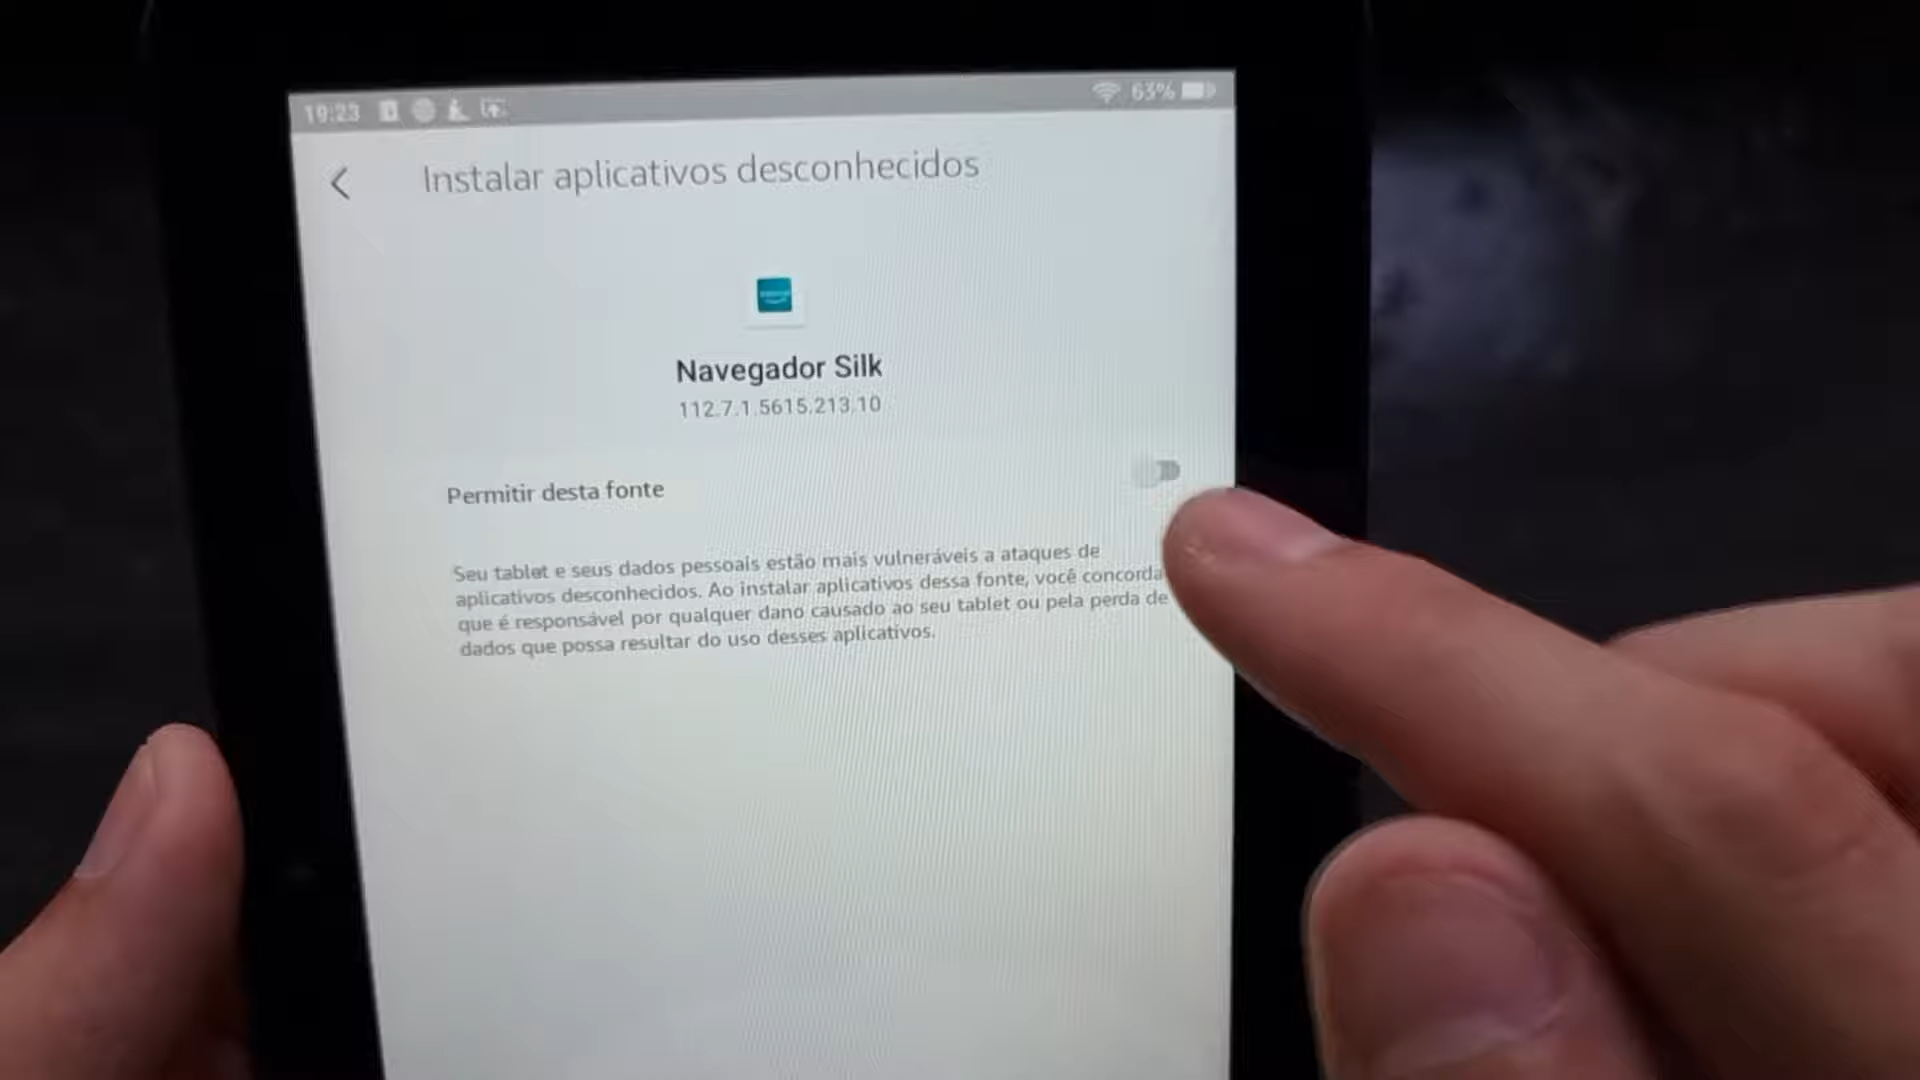 19:23
63%
Instalar aplicativos desconhecidos
Navegador Silk
112.7.1.5615.213.10
Permitir desta fonte
Seu tablet e seus dados pessoais estão mais vulneráveis a ataques de
aplicativos desconhecidos. Ao instalar aplicativos dessa fonte, você concorda
que é responsável por qualquer dano causado ao seu tablet ou pela perda de
dados que possa resultar do uso desses aplicativos.